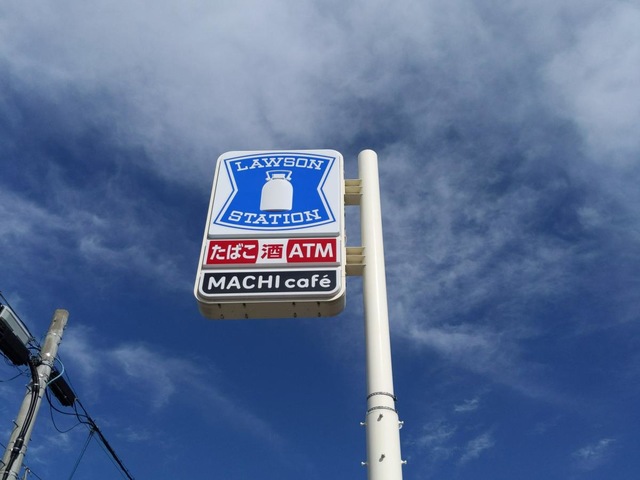 LAWSON
STATION
たばこ 酒 ATM
MACHI café